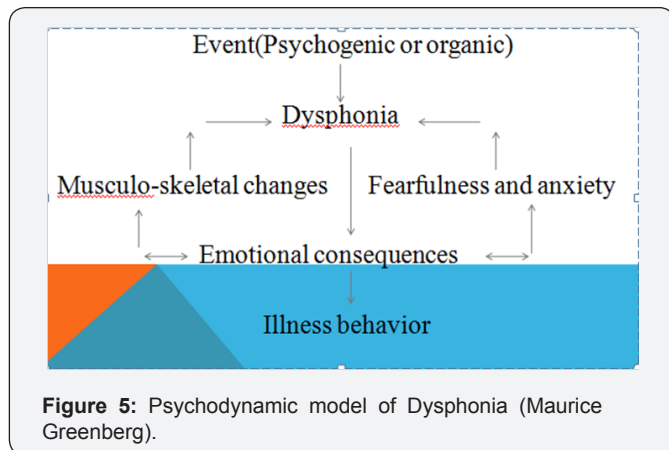 Event(Psychogenic or organic)
Dysphonia
Musculo-skeletal changes Fearfulness and anxiety
Emotional consequences
Illness behavior
Figure 5: Psychodynamic model of Dysphonia (Maurice
Greenberg).